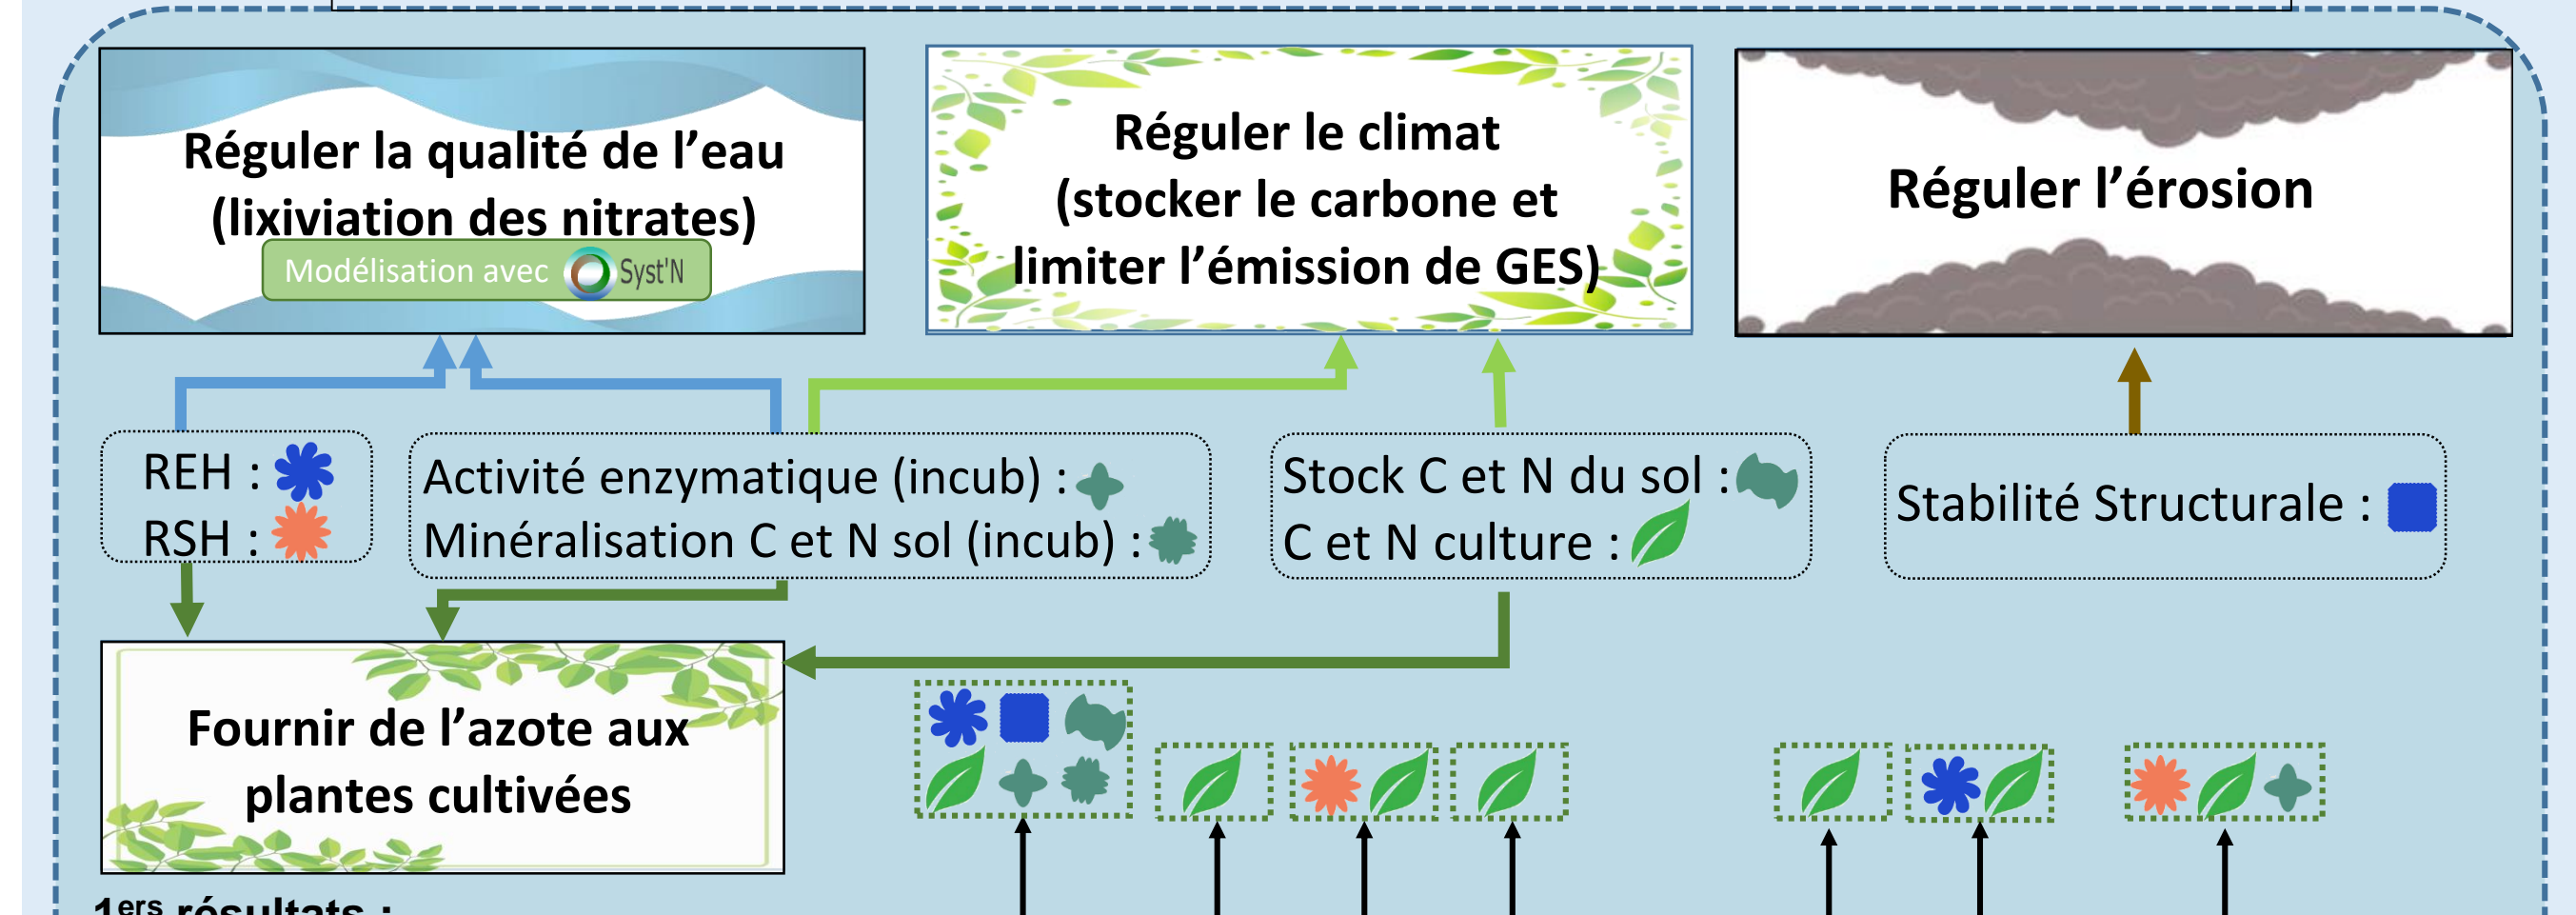 Réguler la qualité de l’eau
(lixiviation des nitrates)
Modélisation avec Syst'N
Réguler le climat
(stocker le carbone et
limiter l’émission de GES)
Réguler l’érosion
REH :
RSH :
Activité enzymatique (incub) :
Minéralisation C et N sol (incub) :
Stock C et N du sol :
C et N culture :
Stabilité Structurale :
Fournir de l’azote aux
plantes cultivées
1ers résultats :